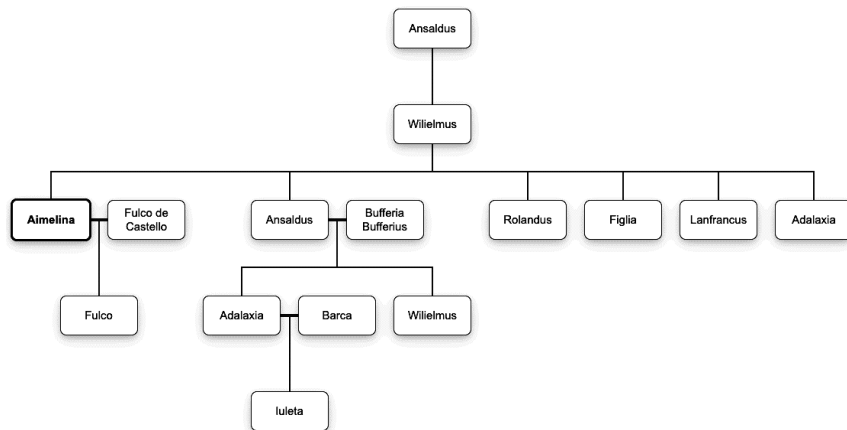 Ansaldus
Wilielmus
Aimelina
Fulco de
Castello
Ansaldus
Bufferia
Bufferius
Rolandus
Figlia
Lanfrancus
Adalaxia
Fulco
Adalaxia
Barca
Wilielmus
Iuleta